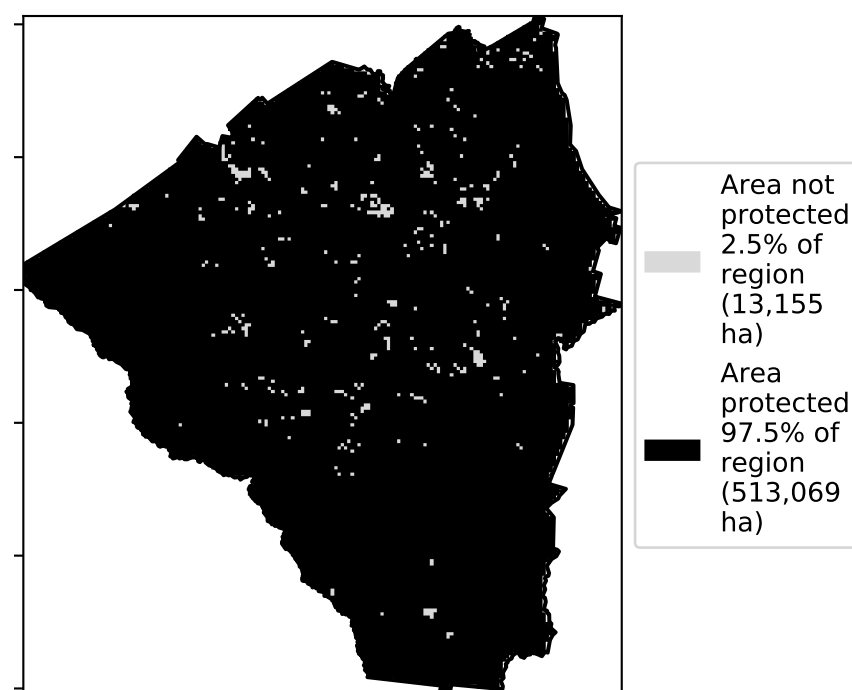 Area not
protected
2.5% of
region
(13,155
ha)
Area
protected
97.5% of
region
(513,069
ha)